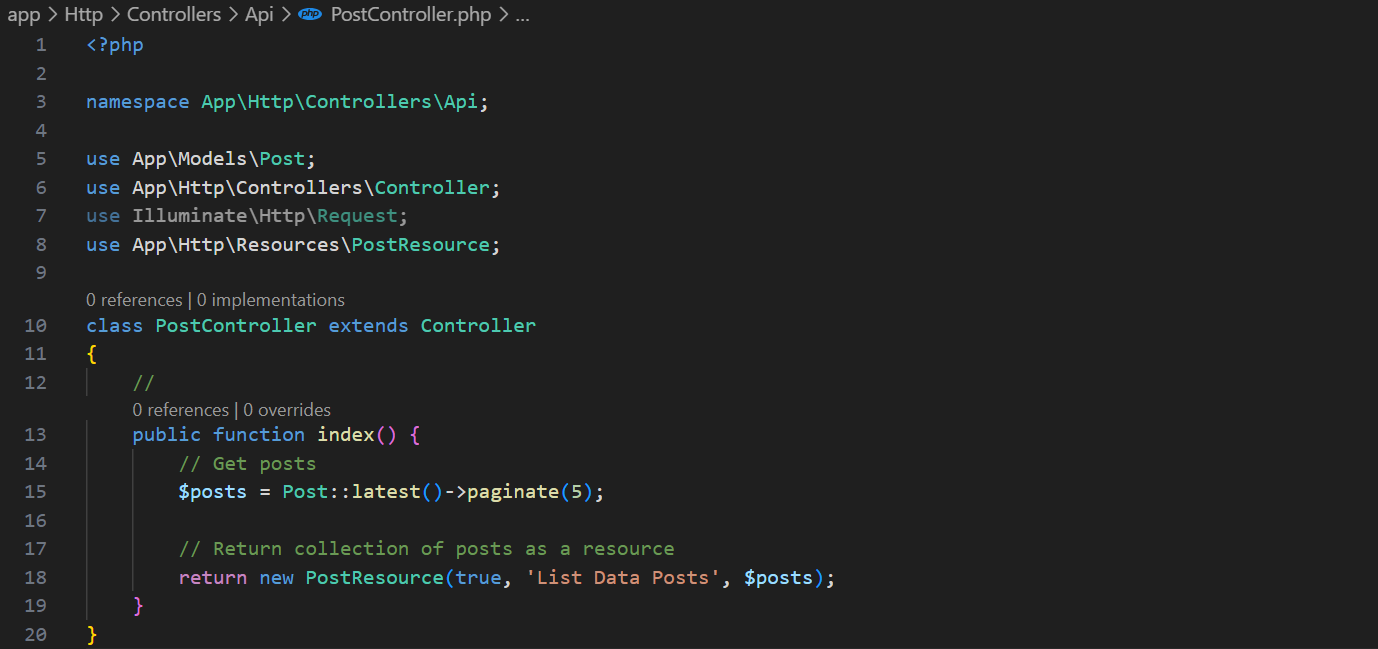 app > Http > Controllers > Api > php PostController.php > ...
1 <?php
2
3 namespace App\Http\Controllers\Api;
4
5 use App\Models\Post;
6 use App\Http\Controllers\Controller;
7 use Illuminate\Http\Request;
8 use App\Http\Resources\PostResource;
9
0 references | 0 implementations
10 class PostController extends Controller
11 {
12     //
0 references | 0 overrides
13     public function index() {
14         // Get posts
15         $posts = Post::latest()->paginate(5);
16
17         // Return collection of posts as a resource
18         return new PostResource(true, 'List Data Posts', $posts);
19     }
20 }